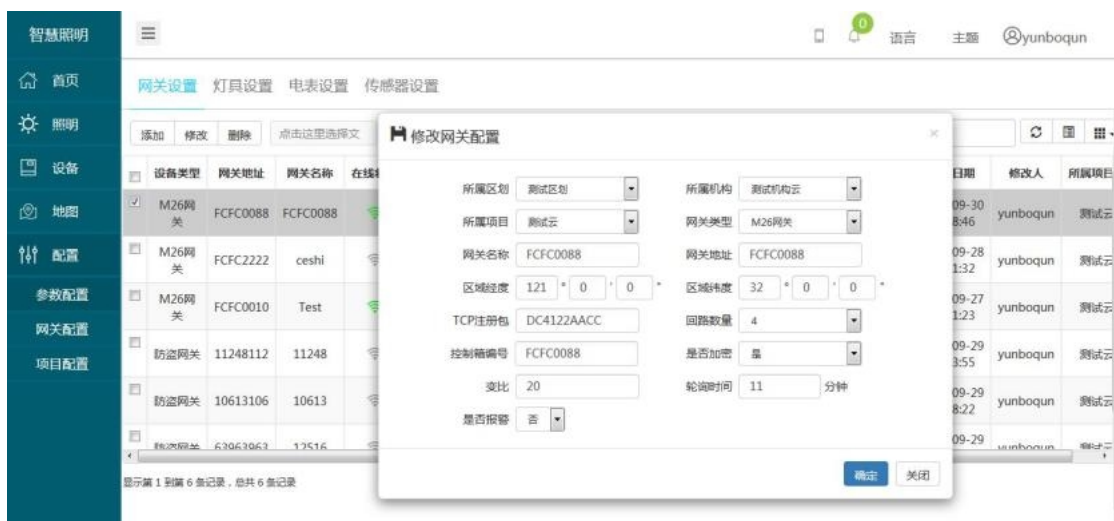 智慧照明
0
语言 主题 yunboqun
首页
照明
设备
地图
配置
参数配置
网关配置
项目配置
网关设置 灯具设置 电表设置 传感器设置
添加 修改 删除 点击这里选择文
设备类型 网关地址 网关名称 在线 日期 修改人 所属项目
M26网关 FCFC0088 FCFC0088 09-30 8:46 yunboqun 测试云
M26网关 FCFC2222 ceshi 09-28 1:32 yunboqun 测试云
M26网关 FCFC0010 Test 09-27 1:23 yunboqun 测试云
防盗网关 11248112 11248 09-29 3:55 yunboqun 测试云
防盗网关 10613106 10613 09-29 8:22 yunboqun 测试云
防盗网关 63963963 12516 09-29 yunboqun 测试云
显示第 1 到第 6 条记录，总共 6 条记录
修改网关配置 ×
所属区划 测试区划 所属机构 测试机构云
所属项目 测试云 网关类型 M26网关
网关名称 FCFC0088 网关地址 FCFC0088
区域经度 121 ° 0 ' 0 " 区域纬度 32 ° 0 ' 0 "
TCP注册包 DC4122AACC 回路数量 4
控制箱编号 FCFC0088 是否加密 是
变比 20 轮询时间 11 分钟
是否报警 否
确定 关闭